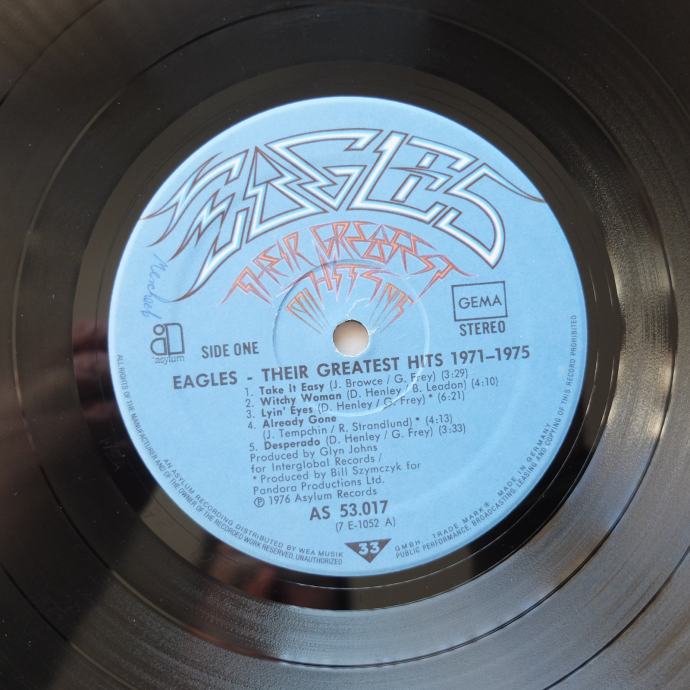 EAGLES
THEIR GREATEST
HITS
GEMA
STEREO
asylum
SIDE ONE
EAGLES - THEIR GREATEST HITS 1971-1975
1. Take It Easy (J. Browce / G. Frey) (3:29)
2. Witchy Woman (D. Henley / B. Leadon) (4:10)
3. Lyin' Eyes (D. Henley / G. Frey) * (6:21)
4. Already Gone
(J. Tempchin / R. Strandlund) * (4:13)
5. Desperado (D. Henley / G. Frey) (3:33)
Produced by Glyn Johns
for Interglobal Records /
* Produced by Bill Szymczyk for
Pandora Productions Ltd.
℗ 1976 Asylum Records
AS 53.017
(7 E-1052 A)
33
ALL RIGHTS OF THE MANUFACTURER AND OF THE OWNER OF THE RECORDED WORK RESERVED. UNAUTHORIZED PUBLIC PERFORMANCE, BROADCASTING, LEASING AND COPYING OF THIS RECORD PROHIBITED
AN ASYLUM RECORDING DISTRIBUTED BY WEA MUSIK GMBH. TRADE MARK® MADE IN GERMANY